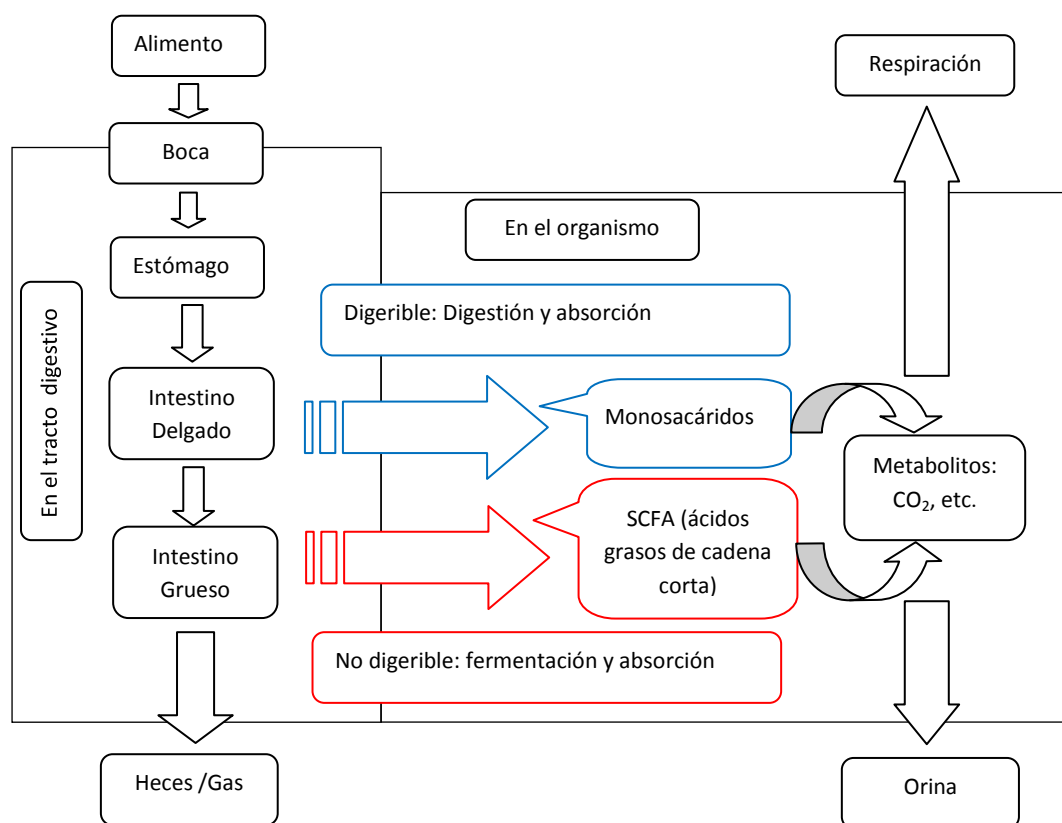 Alimento
Respiración
Boca
En el organismo
Estómago
En el tracto digestivo
Digerible: Digestión y absorción
Intestino
Delgado
Monosacáridos
Metabolitos:
CO₂, etc.
SCFA (ácidos
grasos de cadena
corta)
Intestino
Grueso
No digerible: fermentación y absorción
Heces /Gas
Orina